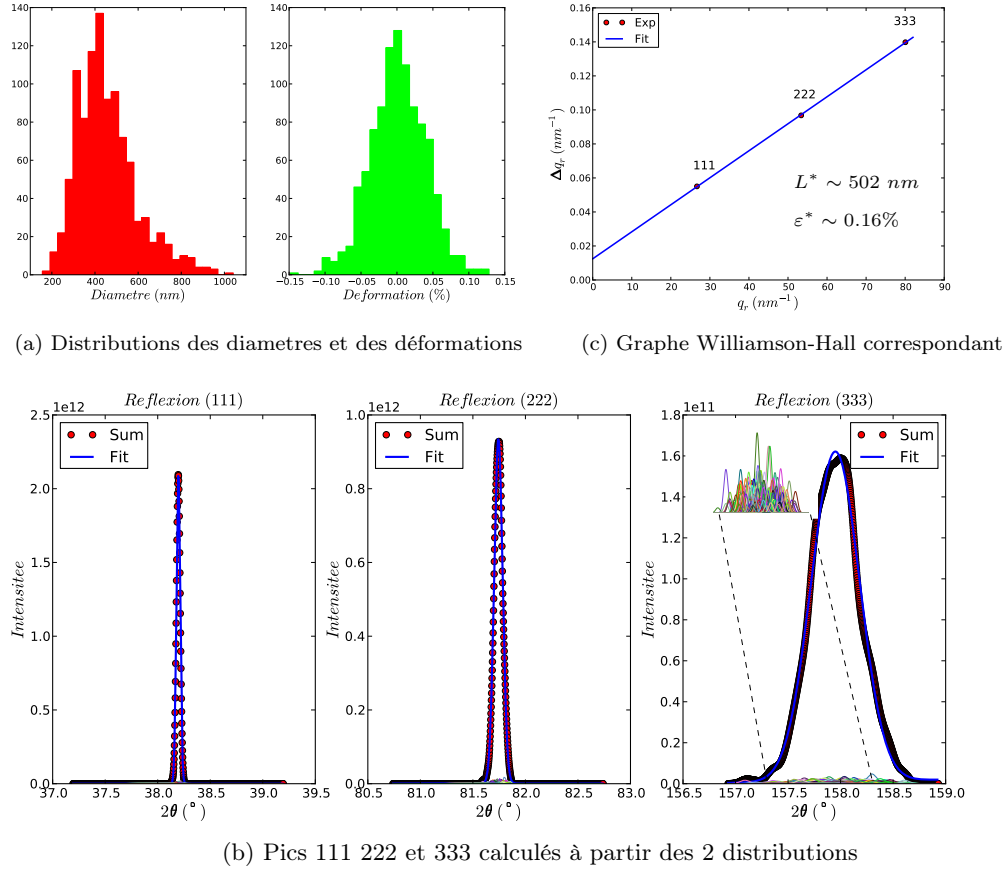 140
120
100
80
60
40
20
0
200 400 600 800 1000
Diametre (nm)
140
120
100
80
60
40
20
0
−0.15 −0.10 −0.05 0.00 0.05 0.10 0.15
Deformation (%)
(a) Distributions des diametres et des déformations
Exp
Fit
0.16
0.14
0.12
0.10
0.08
0.06
0.04
0.02
0.00
Δq_r (nm⁻¹)
111
222
333
L* ∼ 502 nm
ε* ∼ 0.16%
0 10 20 30 40 50 60 70 80 90
q_r (nm⁻¹)
(c) Graphe Williamson-Hall correspondant
Reflexion (111)
1e12
Sum
Fit
2.5
2.0
1.5
1.0
0.5
0.0
Intensitee
37.0 37.5 38.0 38.5 39.0 39.5
2θ (°)
Reflexion (222)
1e12
Sum
Fit
1.0
0.8
0.6
0.4
0.2
0.0
Intensitee
80.5 81.0 81.5 82.0 82.5 83.0
2θ (°)
Reflexion (333)
1e11
Sum
Fit
1.8
1.6
1.4
1.2
1.0
0.8
0.6
0.4
0.2
0.0
Intensitee
156.5 157.0 157.5 158.0 158.5 159.0
2θ (°)
(b) Pics 111 222 et 333 calculés à partir des 2 distributions